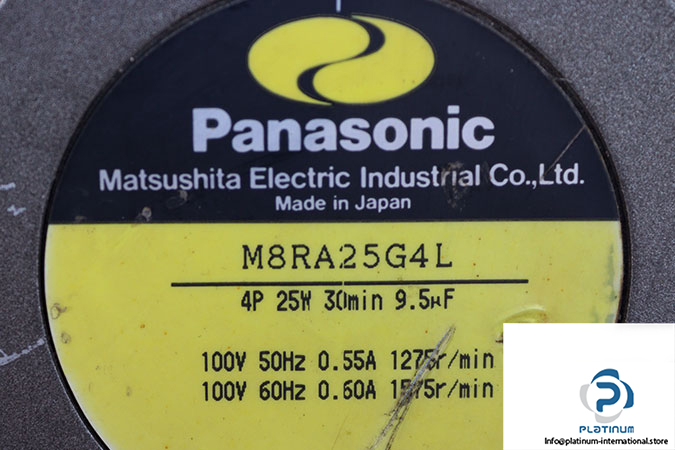 Panasonic
Matsushita Electric Industrial Co.,Ltd.
Made in Japan
M8RA25G4L
4P 25W 30min 9.5μF
100V 50Hz 0.55A 1275r/min
100V 60Hz 0.60A 1575r/min
PLATINUM
Info@platinum-international.store